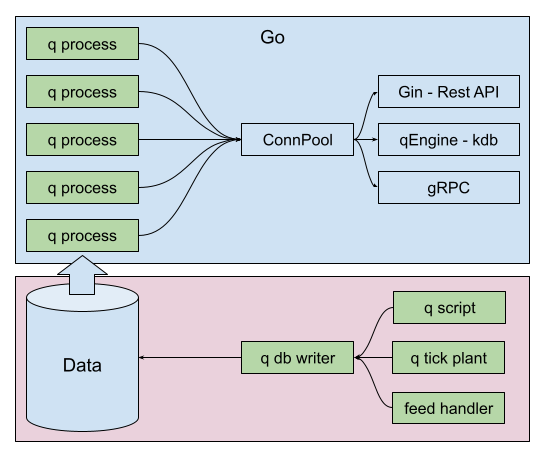 Go
q process
q process
q process
q process
q process
ConnPool
Gin - Rest API
qEngine - kdb
gRPC
Data
q db writer
q script
q tick plant
feed handler